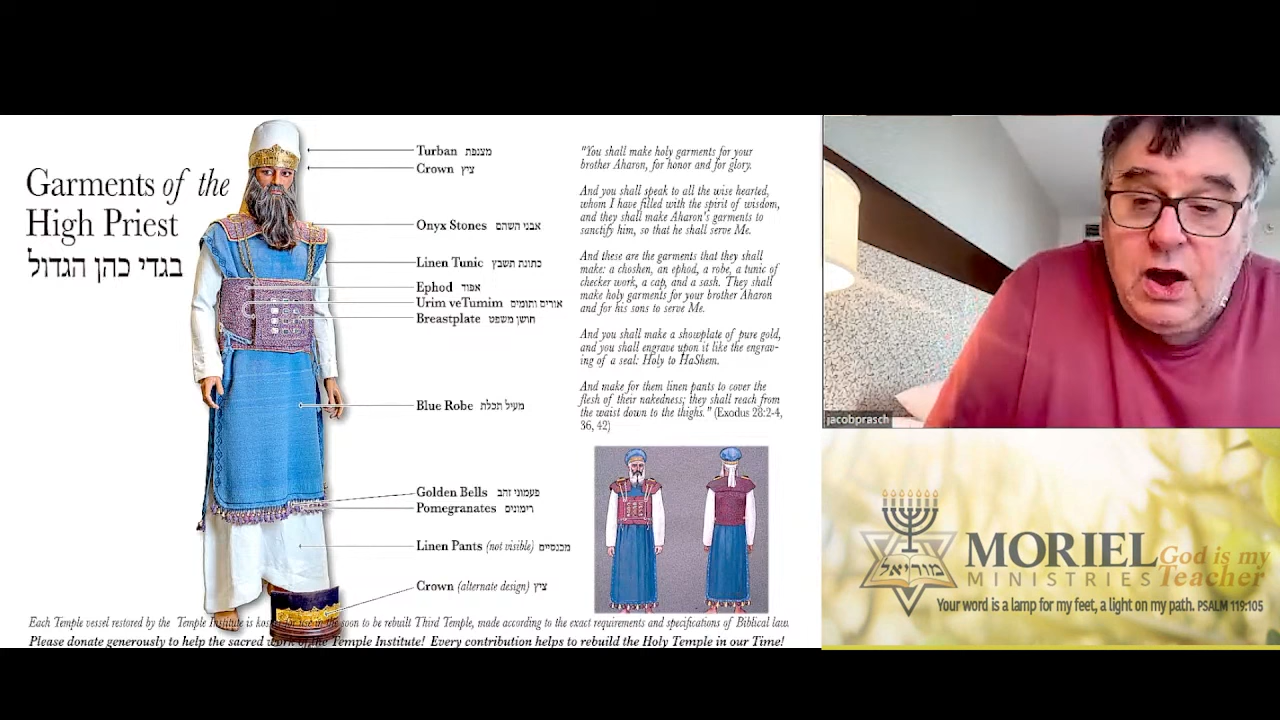 Garments of the
High Priest
בגדי כהן הגדול
Turban מצנפת
Crown ציץ
Onyx Stones אבני השהם
Linen Tunic כתונת תשבץ
Ephod אפוד
Urim veTumim אורים ותומים
Breastplate חושן משפט
Blue Robe מעיל תכלת
Golden Bells פעמוני זהב
Pomegranates רימונים
Linen Pants (not visible) מכנסיים
Crown (alternate design) ציץ
"You shall make holy garments for your
brother Aharon, for honor and for glory.
And you shall speak to all the wise hearted,
whom I have filled with the spirit of wisdom,
and they shall make Aharon's garments to
sanctify him, so that he shall serve Me.
And these are the garments that they shall
make: a choshen, an ephod, a robe, a tunic of
checker work, a cap, and a sash. They shall
make holy garments for your brother Aharon
and for his sons to serve Me.
And you shall make a showplate of pure gold,
and you shall engrave upon it like the engrav-
ing of a seal: Holy to HaShem.
And make for them linen pants to cover the
flesh of their nakedness; they shall reach from
the waist down to the thighs." (Exodus 28:2-4,
36, 42)
Each Temple vessel restored by the Temple Institute is in the soon to be rebuilt Third Temple, made according to the exact requirements and specifications of Biblical law.
Please donate generously to help the sacred work of the Temple Institute! Every contribution helps to rebuild the Holy Temple in our Time!
jacobprasch
מוריאל
MORIEL
MINISTRIES
God is my
Teacher
Your word is a lamp for my feet, a light on my path. PSALM 119:105